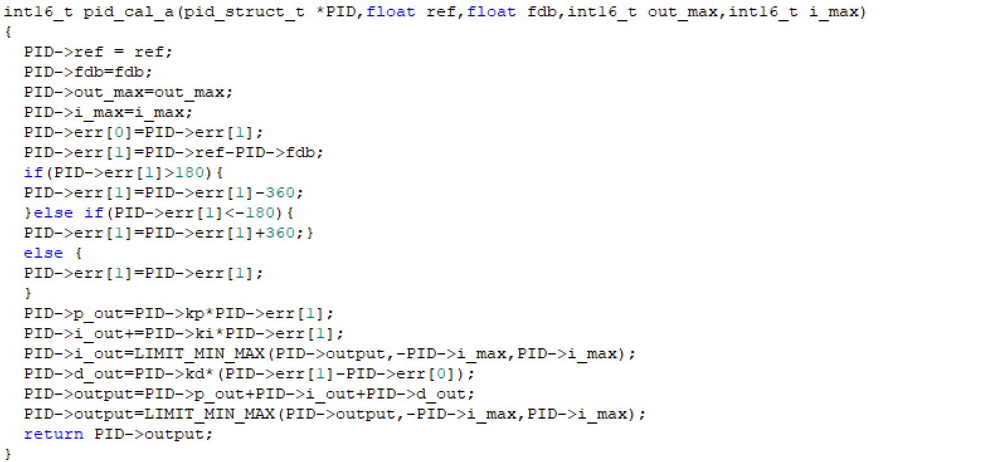 int16_t pid_cal_a(pid_struct_t *PID,float ref,float fdb,int16_t out_max,int16_t i_max)
{
  PID->ref = ref;
  PID->fdb=fdb;
  PID->out_max=out_max;
  PID->i_max=i_max;
  PID->err[0]=PID->err[1];
  PID->err[1]=PID->ref-PID->fdb;
  if(PID->err[1]>180){
  PID->err[1]=PID->err[1]-360;
  }else if(PID->err[1]<-180){
  PID->err[1]=PID->err[1]+360;}
  else {
  PID->err[1]=PID->err[1];
  }
  PID->p_out=PID->kp*PID->err[1];
  PID->i_out+=PID->ki*PID->err[1];
  PID->i_out=LIMIT_MIN_MAX(PID->output,-PID->i_max,PID->i_max);
  PID->d_out=PID->kd*(PID->err[1]-PID->err[0]);
  PID->output=PID->p_out+PID->i_out+PID->d_out;
  PID->output=LIMIT_MIN_MAX(PID->output,-PID->i_max,PID->i_max);
  return PID->output;
}